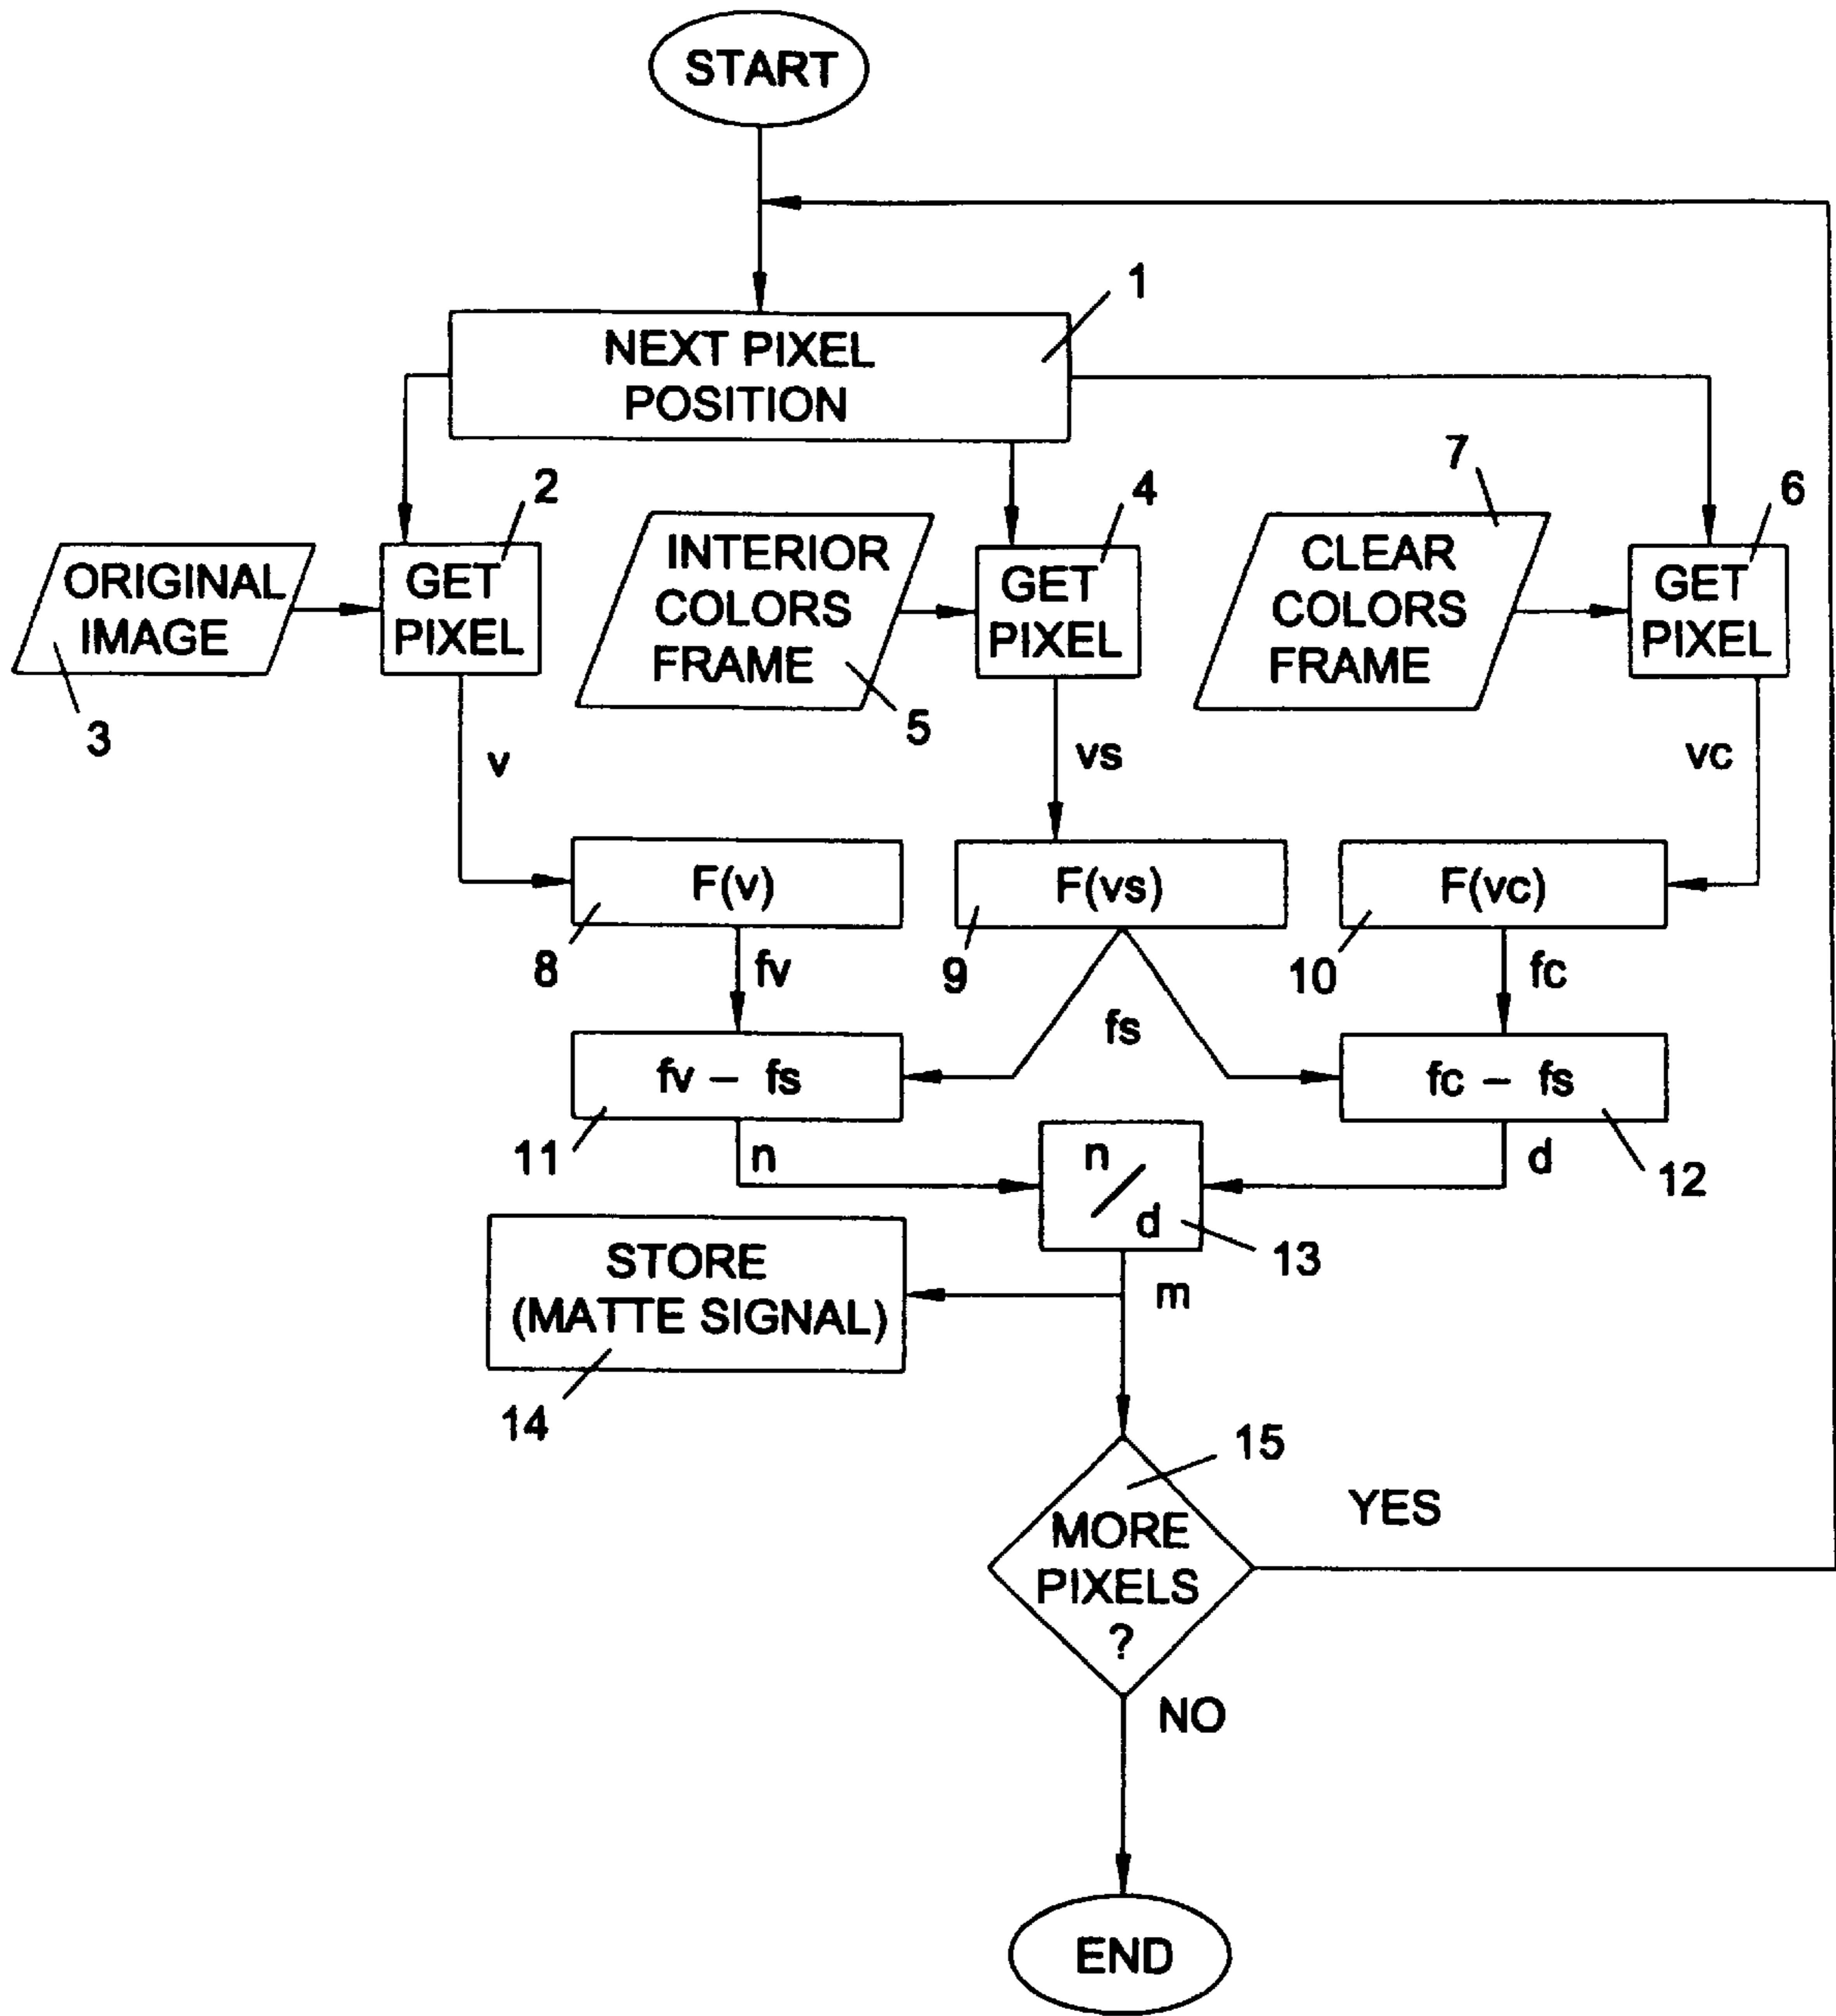 START
1
NEXT PIXEL
POSITION
2
4
7
6
ORIGINAL
IMAGE
GET
PIXEL
INTERIOR
COLORS
FRAME
GET
PIXEL
CLEAR
COLORS
FRAME
GET
PIXEL
3
5
v
vs
vc
F(v)
F(vs)
F(vc)
8
fv
9
10
fc
fs
fv – fs
fc – fs
11
n
n
/
d
d
12
13
STORE
(MATTE SIGNAL)
m
14
15
MORE
PIXELS
?
YES
NO
END